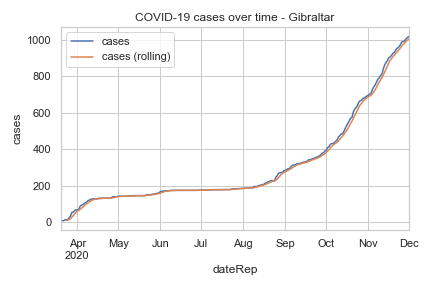 COVID-19 cases over time - Gibraltar
cases
cases (rolling)
1000
800
600
400
200
0
cases
Apr May Jun Jul Aug Sep Oct Nov Dec
2020
dateRep